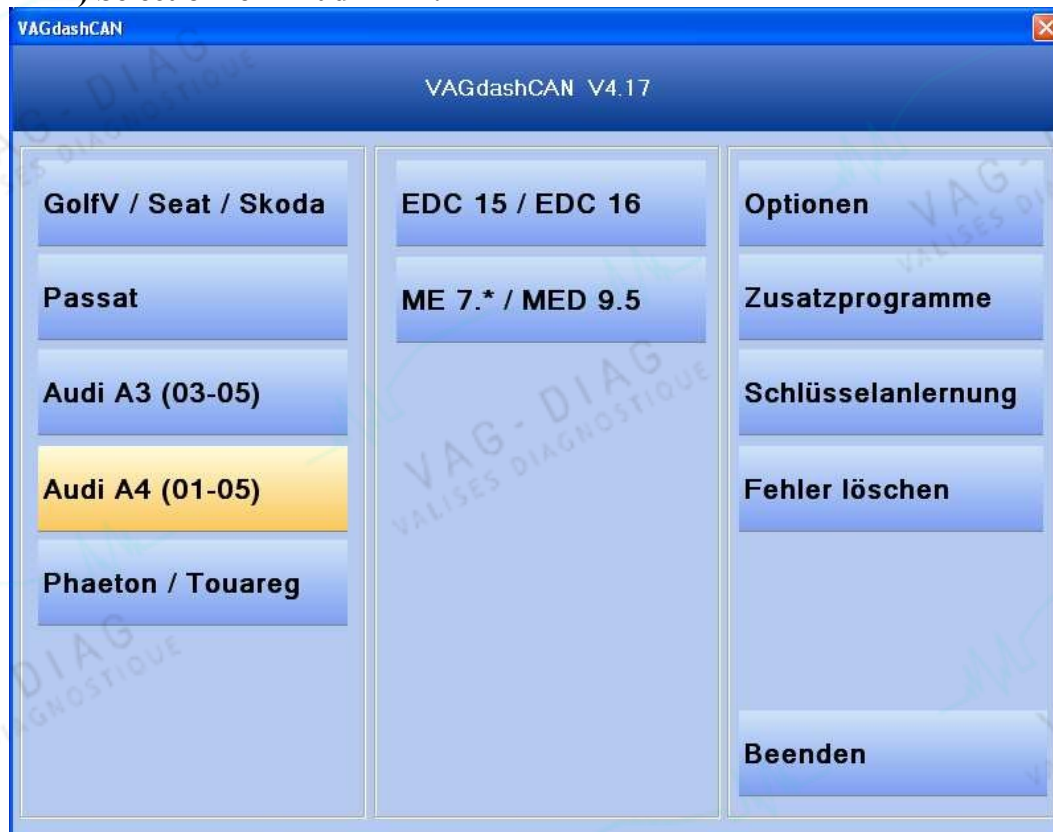 VAGdashCAN
VAGdashCAN V4.17
GolfV / Seat / Skoda
Passat
Audi A3 (03-05)
Audi A4 (01-05)
Phaeton / Touareg
EDC 15 / EDC 16
ME 7.* / MED 9.5
Optionen
Zusatzprogramme
Schlüsselanlernung
Fehler löschen
Beenden
VAG - DIAG
VALISES DIAGNOSTIQUE